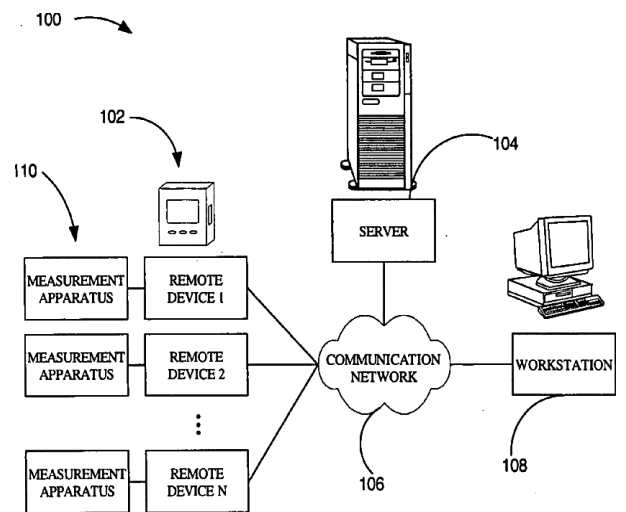 100
102
104
110
SERVER
MEASUREMENT
APPARATUS
REMOTE
DEVICE 1
MEASUREMENT
APPARATUS
REMOTE
DEVICE 2
COMMUNICATION
NETWORK
WORKSTATION
MEASUREMENT
APPARATUS
REMOTE
DEVICE N
106
108